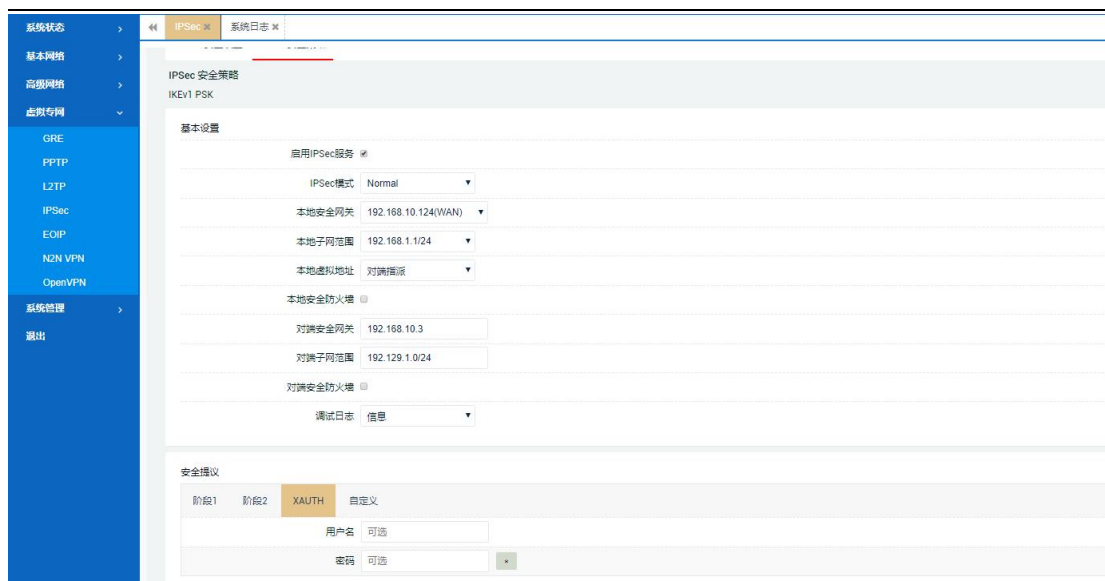 系统状态
基本网络
高级网络
虚拟专网
GRE
PPTP
L2TP
IPSec
EOIP
N2N VPN
OpenVPN
系统管理
退出
IPSec
系统日志
IPSec 安全策略
IKEv1 PSK
基本设置
启用IPSec服务
IPSec模式 Normal
本地安全网关 192.168.10.124(WAN)
本地子网范围 192.168.1.1/24
本地虚拟地址 对端指派
本地安全防火墙
对端安全网关 192.168.10.3
对端子网范围 192.129.1.0/24
对端安全防火墙
调试日志 信息
安全提议
阶段1 阶段2 XAUTH 自定义
用户名 可选
密码 可选 *